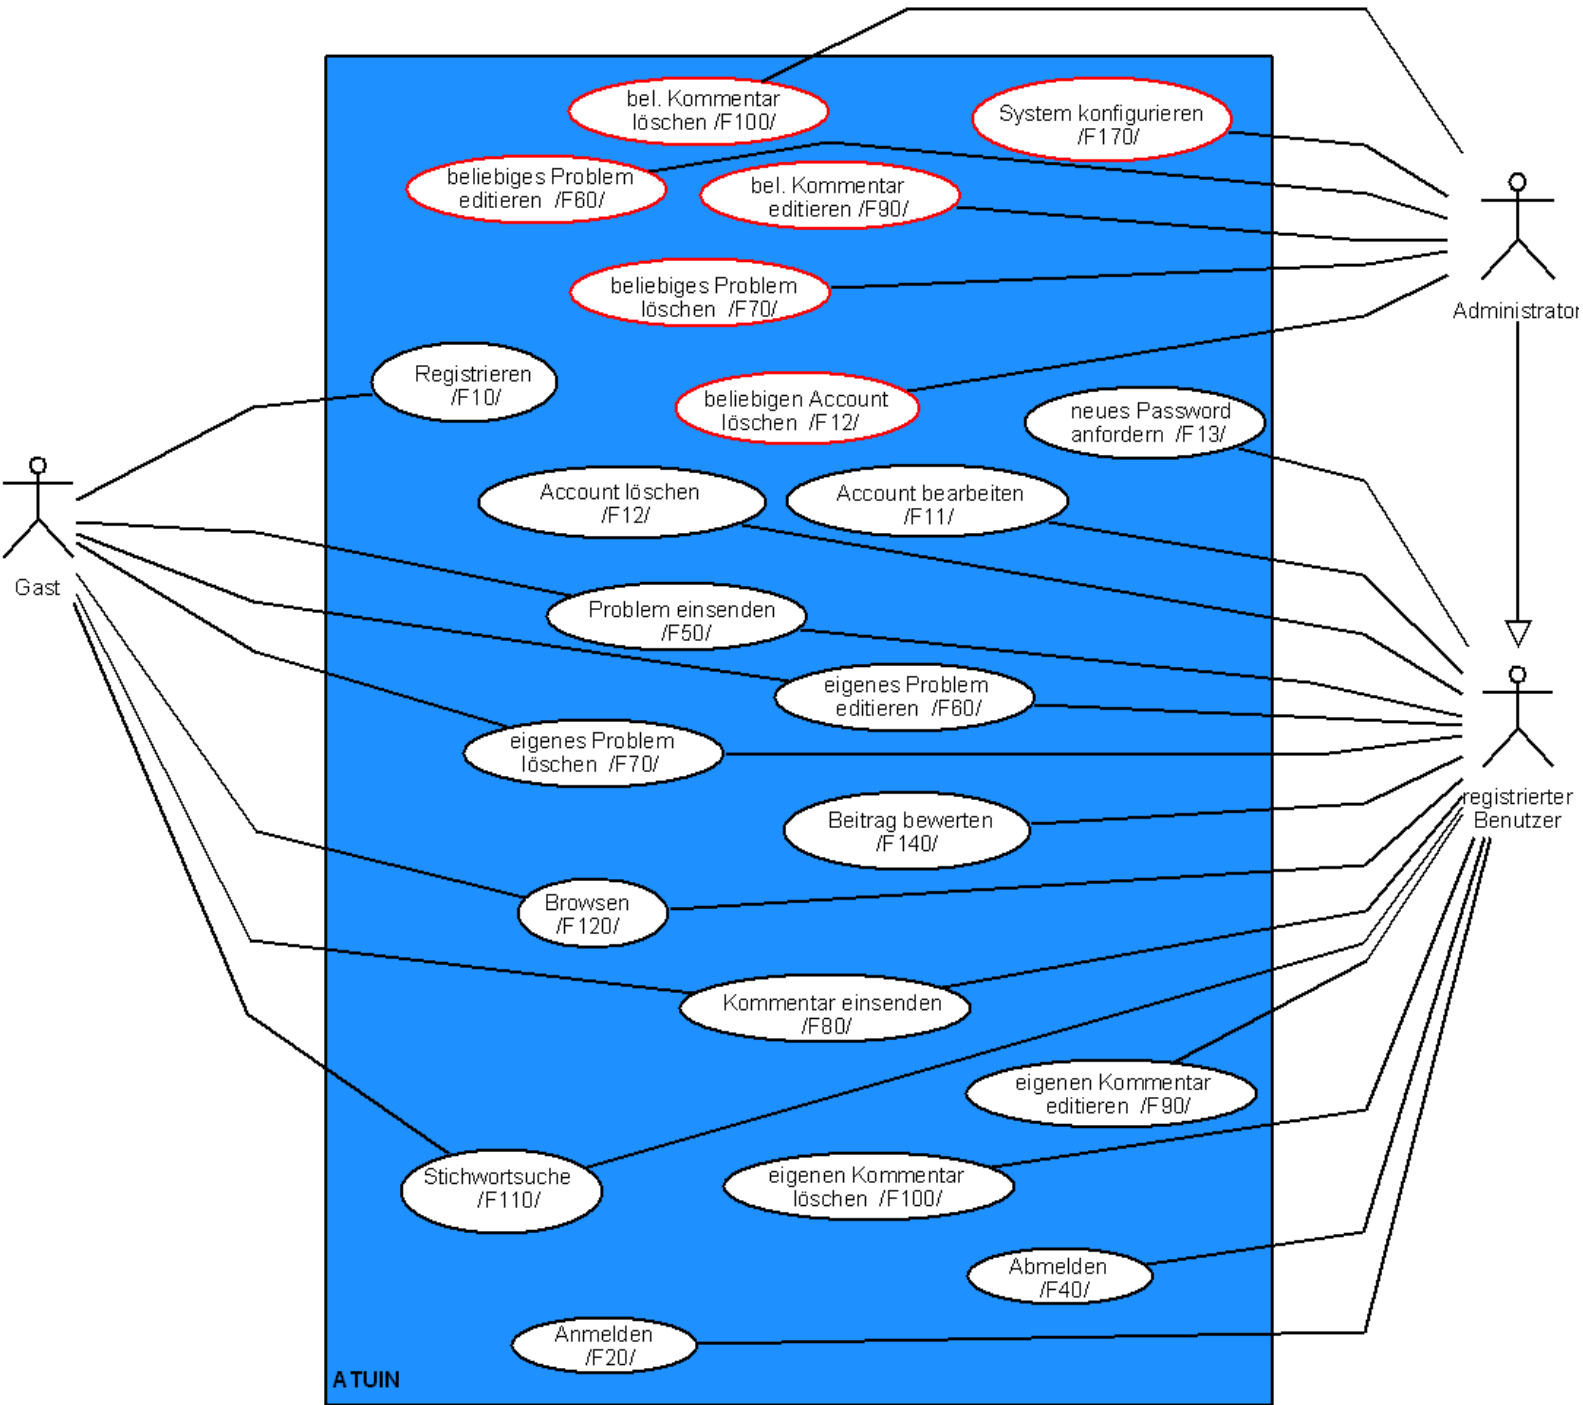 bel. Kommentar
löschen /F100/
System konfigurieren
/F170/
beliebiges Problem
editieren /F60/
bel. Kommentar
editieren /F90/
beliebiges Problem
löschen /F70/
Administrator
Registrieren
/F10/
beliebigen Account
löschen /F12/
neues Password
anfordern /F13/
Account löschen
/F12/
Account bearbeiten
/F11/
Gast
Problem einsenden
/F50/
eigenes Problem
editieren /F60/
eigenes Problem
löschen /F70/
registrierter
Benutzer
Beitrag bewerten
/F140/
Browsen
/F120/
Kommentar einsenden
/F80/
eigenen Kommentar
editieren /F90/
Stichwortsuche
/F110/
eigenen Kommentar
löschen /F100/
Abmelden
/F40/
Anmelden
/F20/
ATUIN